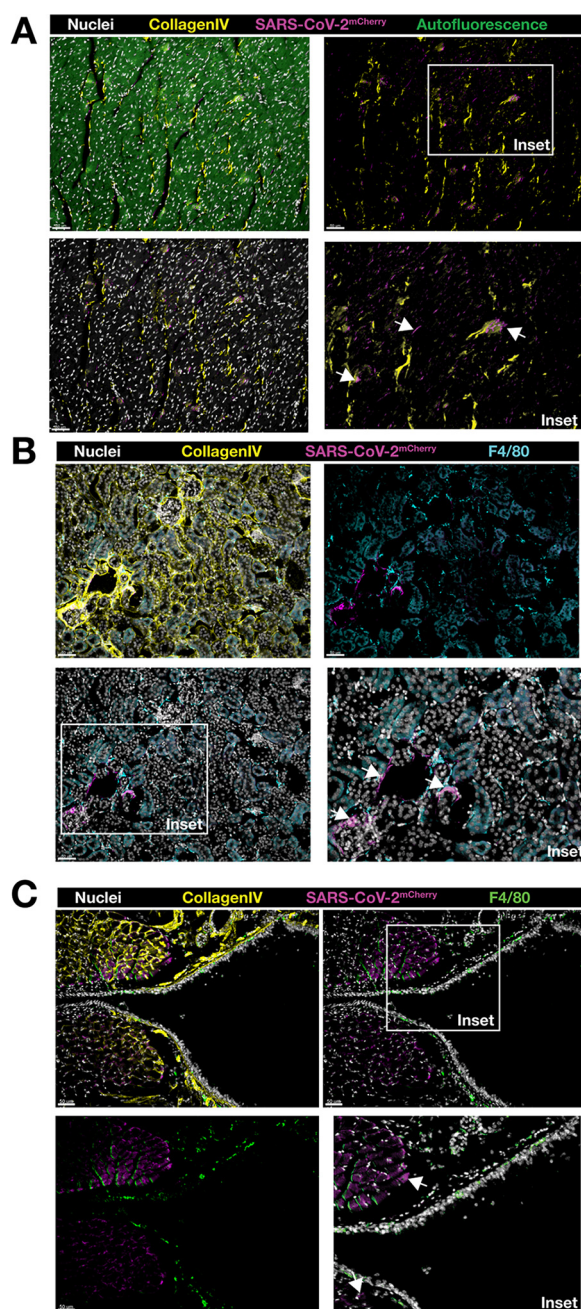 A
Nuclei CollagenIV SARS-CoV-2mCherry Autofluorescence
Inset
Inset
B
Nuclei CollagenIV SARS-CoV-2mCherry F4/80
Inset
Inset
C
Nuclei CollagenIV SARS-CoV-2mCherry F4/80
Inset
50 µm
50 µm
50 µm
Inset